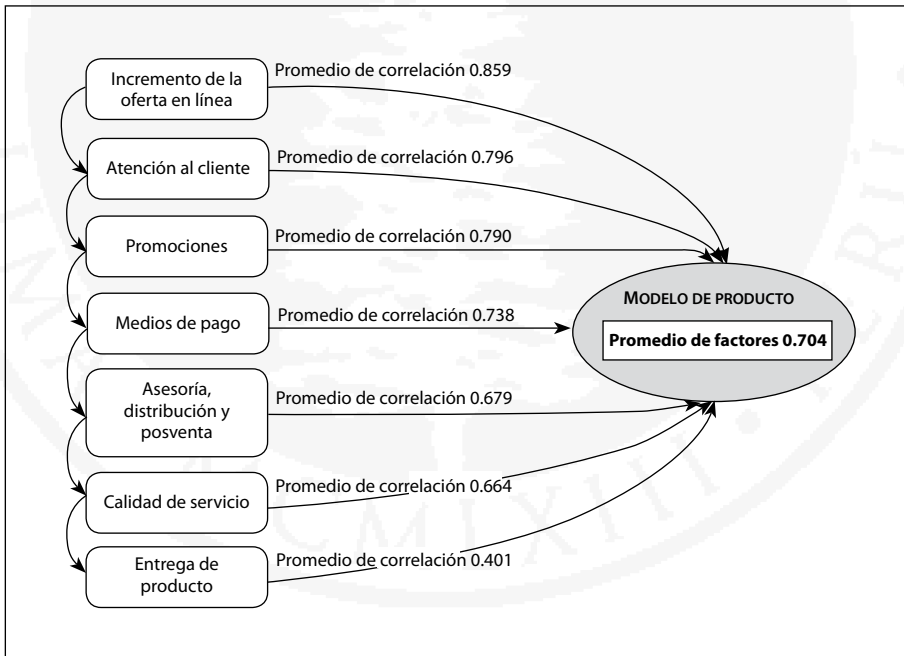 Incremento de la
oferta en línea
Promedio de correlación 0.859
Atención al cliente
Promedio de correlación 0.796
Promociones
Promedio de correlación 0.790
Medios de pago
Promedio de correlación 0.738
Asesoría,
distribución y
posventa
Promedio de correlación 0.679
Calidad de servicio
Promedio de correlación 0.664
Entrega de
producto
Promedio de correlación 0.401
MODELO DE PRODUCTO
Promedio de factores 0.704
MCMLXIII